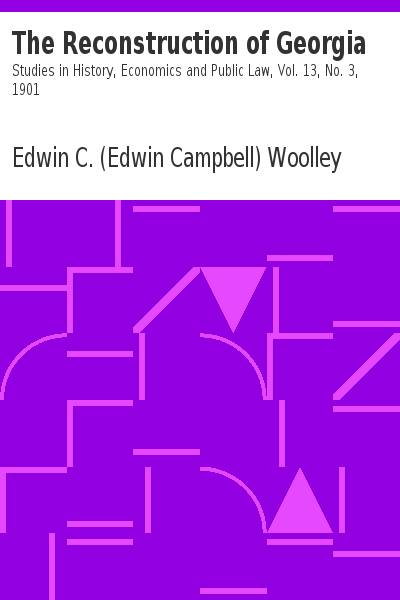 The Reconstruction of Georgia
Studies in History, Economics and Public Law, Vol. 13, No. 3,
1901
Edwin C. (Edwin Campbell) Woolley